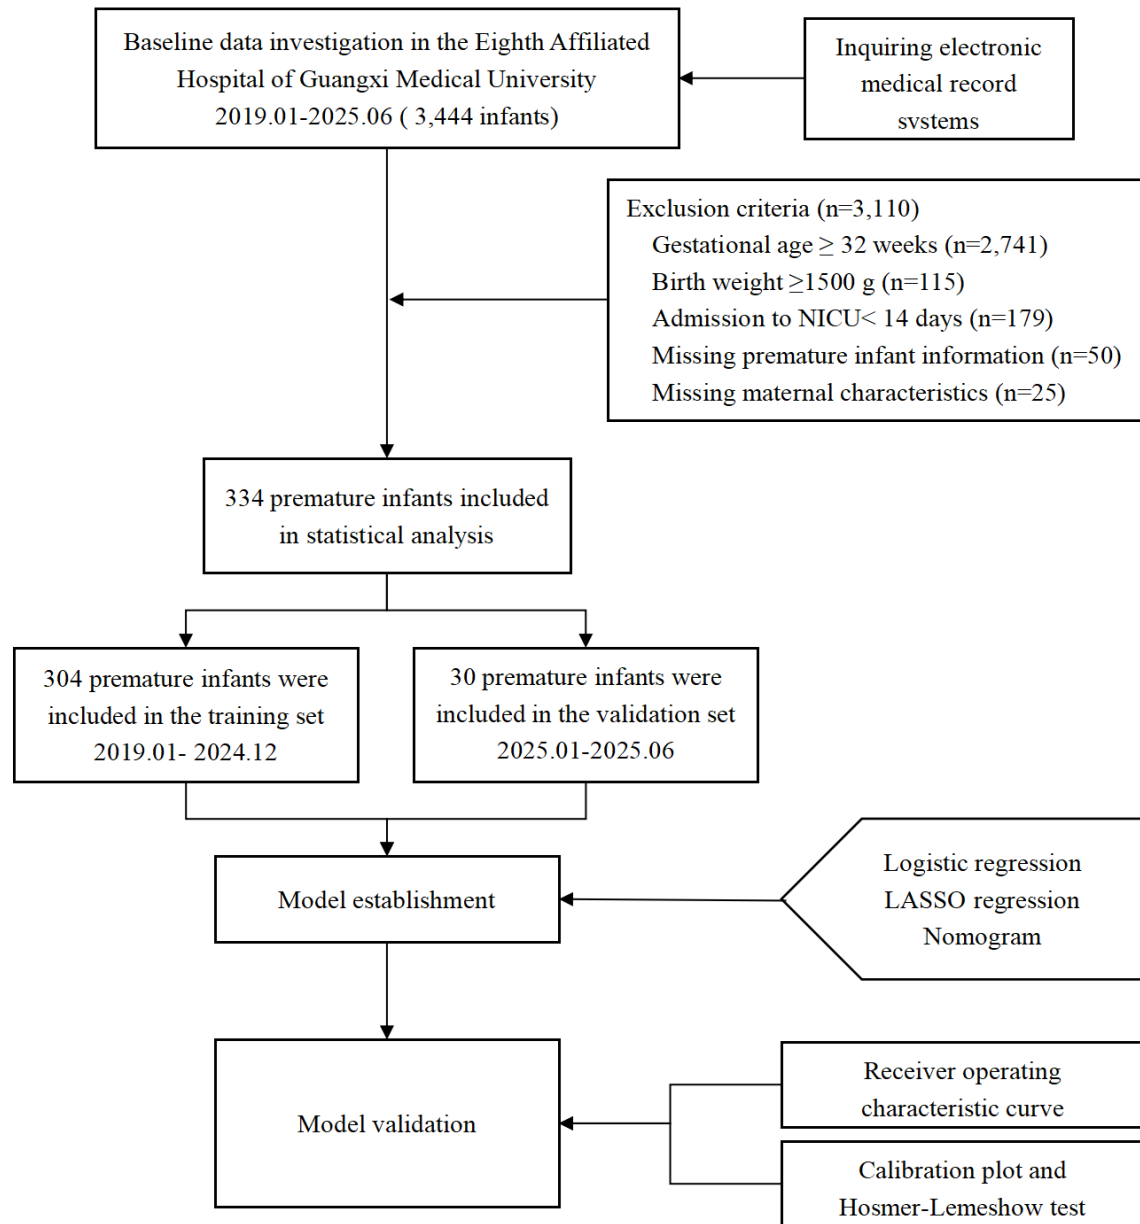 Baseline data investigation in the Eighth Affiliated
Hospital of Guangxi Medical University
2019.01-2025.06 ( 3,444 infants)
Inquiring electronic
medical record
systems
Exclusion criteria (n=3,110)
Gestational age ≥ 32 weeks (n=2,741)
Birth weight ≥1500 g (n=115)
Admission to NICU< 14 days (n=179)
Missing premature infant information (n=50)
Missing maternal characteristics (n=25)
334 premature infants included
in statistical analysis
304 premature infants were
included in the training set
2019.01- 2024.12
30 premature infants were
included in the validation set
2025.01-2025.06
Model establishment
Logistic regression
LASSO regression
Nomogram
Model validation
Receiver operating
characteristic curve
Calibration plot and
Hosmer-Lemeshow test